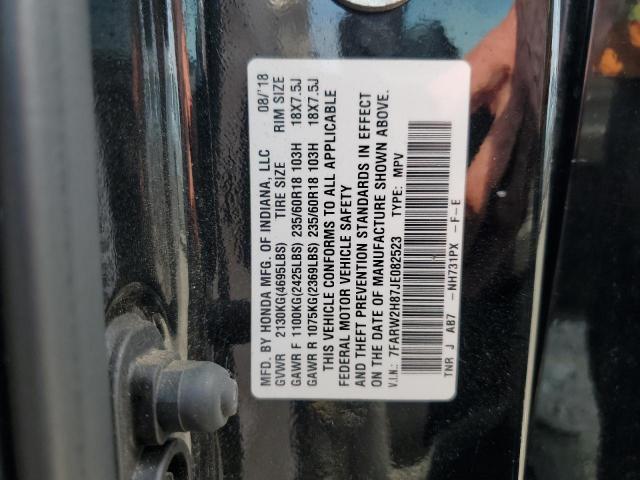 MFD. BY HONDA MFG. OF INDIANA, LLC 08/'18
GVWR 2130KG(4695LBS) TIRE SIZE RIM SIZE
GAWR F 1100KG(2425LBS) 235/60R18 103H 18X7.5J
GAWR R 1075KG(2369LBS) 235/60R18 103H 18X7.5J
THIS VEHICLE CONFORMS TO ALL APPLICABLE
FEDERAL MOTOR VEHICLE SAFETY
AND THEFT PREVENTION STANDARDS IN EFFECT
ON THE DATE OF MANUFACTURE SHOWN ABOVE.
V.I.N.: 7FARW2H87JE082523 TYPE: MPV
TNR J AB7 -NH731PX -F-E